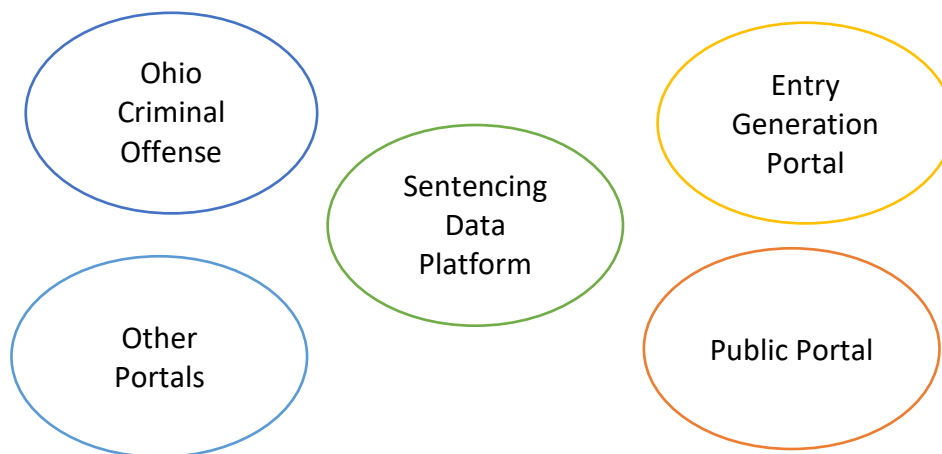 Ohio
Criminal
Offense
Entry
Generation
Portal
Sentencing
Data
Platform
Other
Portals
Public Portal